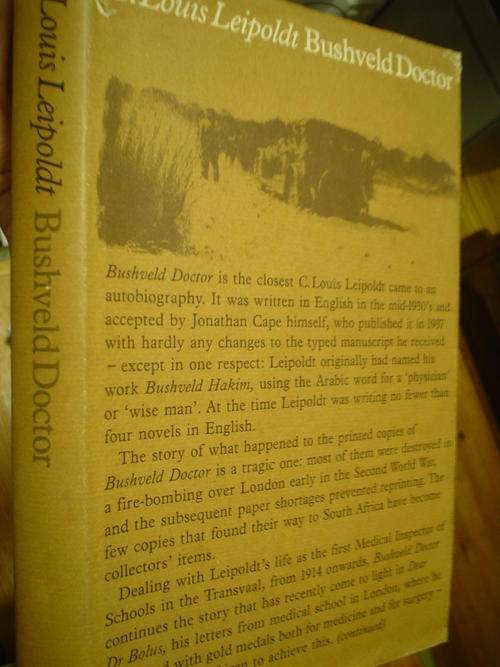 Louis Leipoldt Bushveld Doctor
Louis Leipoldt Bushveld Doctor
Bushveld Doctor is the closest C. Louis Leipoldt came to an
autobiography. It was written in English in the mid-1930's and
accepted by Jonathan Cape himself, who published it in 1937
with hardly any changes to the typed manuscript he received
– except in one respect: Leipoldt originally had named his
work Bushveld Hakim, using the Arabic word for a 'physician'
or 'wise man'. At the time Leipoldt was writing no fewer than
four novels in English.
The story of what happened to the printed copies of
Bushveld Doctor is a tragic one: most of them were destroyed in
a fire-bombing over London early in the Second World War,
and the subsequent paper shortages prevented reprinting. The
few copies that found their way to South Africa have become
collectors' items.
Dealing with Leipoldt's life as the first Medical Inspector of
Schools in the Transvaal, from 1914 onwards, Bushveld Doctor
continues the story that has recently come to light in Dear
Dr Bolus, his letters from medical school in London, where he
with gold medals both for medicine and for surgery –
to achieve this. (continued)